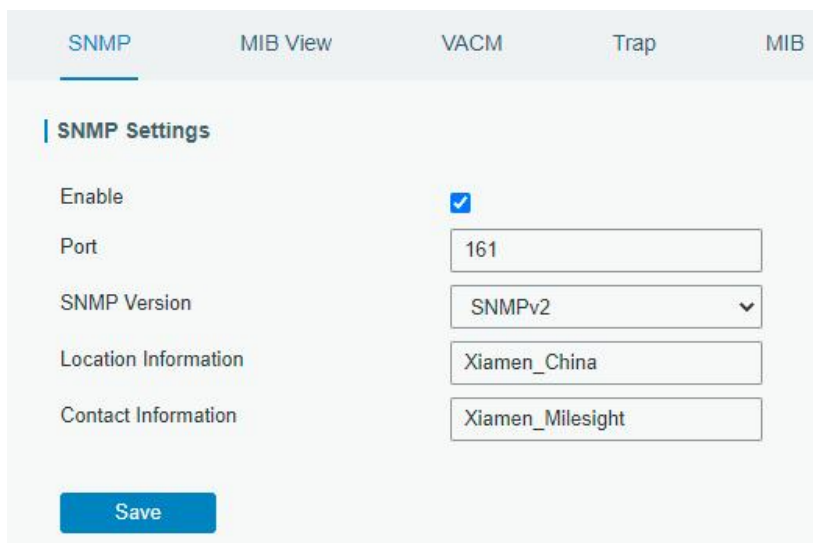 SNMP MIB View VACM Trap MIB
SNMP Settings
Enable
Port 161
SNMP Version SNMPv2
Location Information Xiamen_China
Contact Information Xiamen_Milesight
Save